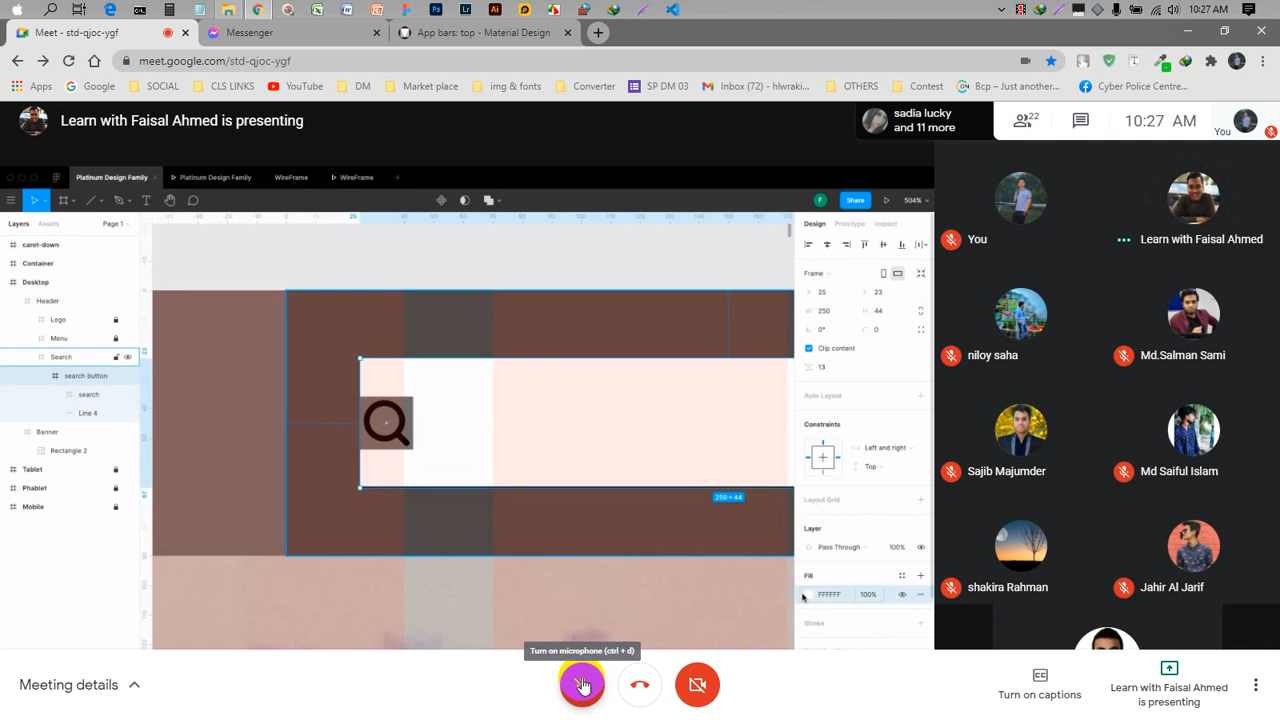 10:27 AM
Meet - std-qjoc-ygf
Messenger
App bars: top - Material Design
meet.google.com/std-qjoc-ygf
Apps
Google
SOCIAL
CLS LINKS
YouTube
DM
Market place
img & fonts
Converter
SP DM 03
Inbox (72) - hlwraki...
OTHERS
Contest
Bcp – Just another...
Cyber Police Centre...
Learn with Faisal Ahmed is presenting
sadia lucky
and 11 more
22
10:27 AM
You
Platinum Design Family
Platinum Design Family
WireFrame
WireFrame
F
Share
504%
Layers
Assets
Page 1
25
Design
Prototype
Inspect
caret-down
Container
Desktop
Header
Logo
Menu
Search
search button
search
Line 4
Banner
Rectangle 2
Tablet
Phablet
Mobile
Frame
X 25
Y 23
W 250
H 44
0°
0
Clip content
13
Auto Layout
Constraints
Left and right
Top
Layout Grid
Layer
Pass Through
100%
Fill
FFFFFF
100%
Stroke
250 × 44
You
Learn with Faisal Ahmed
niloy saha
Md.Salman Sami
Sajib Majumder
Md Saiful Islam
shakira Rahman
Jahir Al Jarif
Turn on microphone (ctrl + d)
Meeting details
Turn on captions
Learn with Faisal Ahmed
is presenting